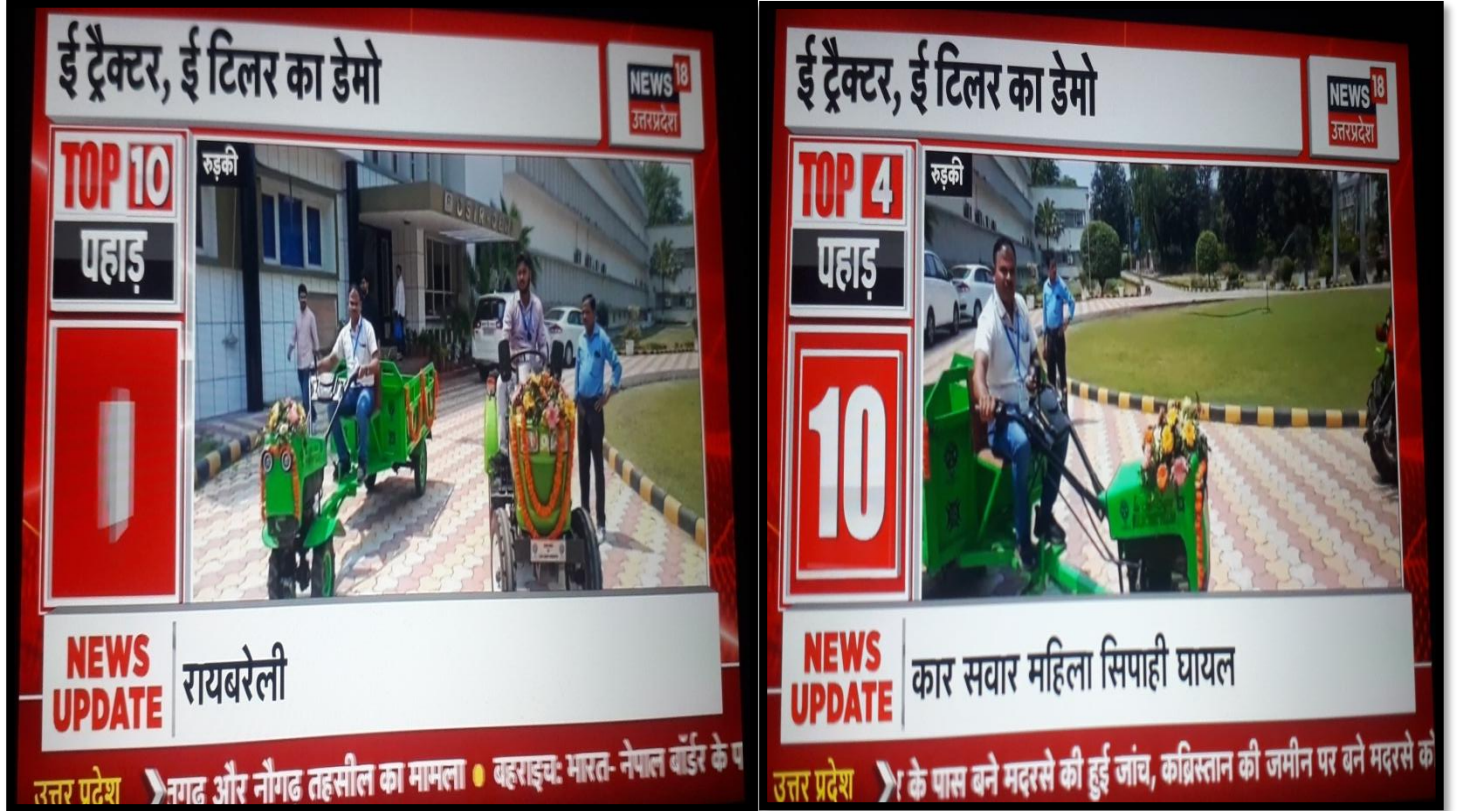 ई ट्रैक्टर, ई टिलर का डेमो
NEWS 18
उत्तरप्रदेश
TOP 10
पहाड़
रुड़की
NEWS UPDATE
रायबरेली
उत्तर प्रदेश
और नौगढ़ तहसील का मामला • बहराइच: भारत- नेपाल बॉर्डर के
ई ट्रैक्टर, ई टिलर का डेमो
NEWS 18
उत्तरप्रदेश
TOP 4
पहाड़
रुड़की
10
NEWS UPDATE
कार सवार महिला सिपाही घायल
उत्तर प्रदेश
के पास बने मदरसे की हुई जांच, कब्रिस्तान की जमीन पर बने मदरसे को